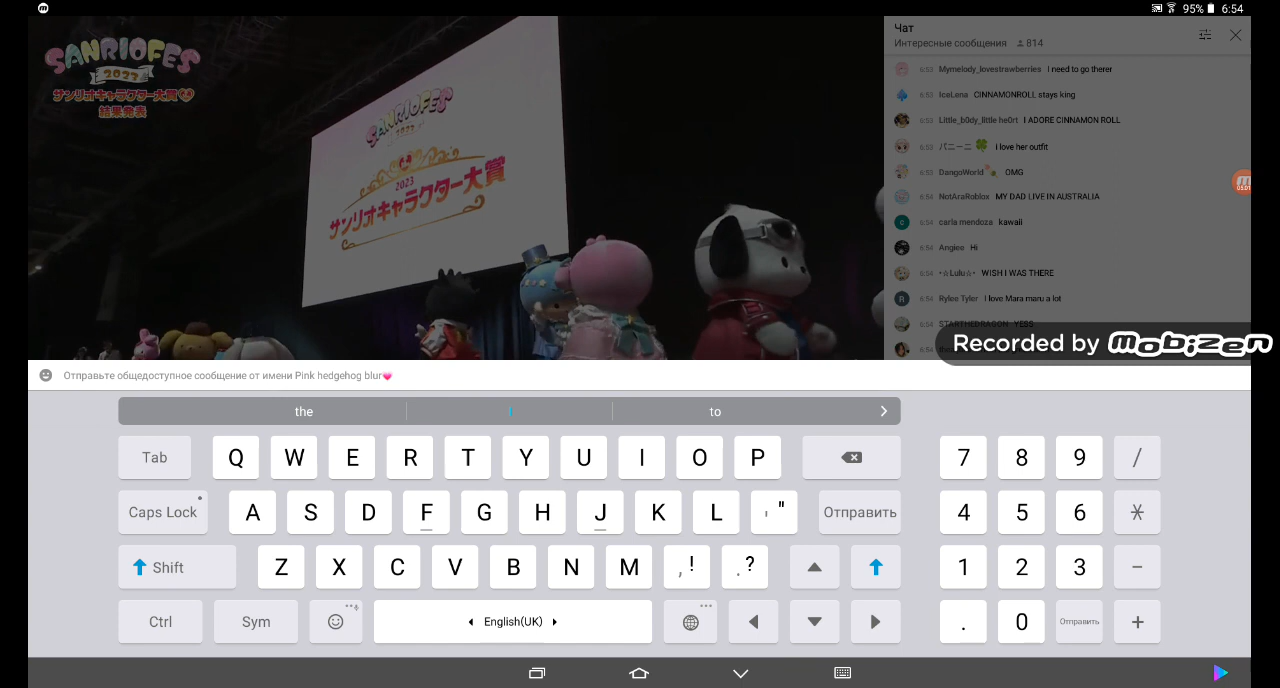 95% 6:54
SANRIOFES
2023
サンリオキャラクター大賞
結果発表
SANRIOFES
2023
2023
サンリオキャラクター大賞
Чат
Интересные сообщения 814
6:53 Mymelody_lovestrawberries I need to go therer
6:53 IceLena CINNAMONROLL stays king
6:53 Little_b0dy_little he0rt I ADORE CINNAMON ROLL
6:53 パニーニ 🍀 i love her outfit
6:53 DangoWorld🍡 OMG
6:54 NotAraRoblox MY DAD LIVE IN AUSTRALIA
6:54 carla mendoza kawaii
6:54 Angiee Hi
6:54 •☆Lulu☆• WISH I WAS THERE
6:54 Rylee Tyler I love Mara maru a lot
6:54 STARTHEDRAGON YESS
05:01
Recorded by mobizen
Отправьте общедоступное сообщение от имени Pink hedgehog blur💗
the I to
Tab Q W E R T Y U I O P 7 8 9 /
Caps Lock A S D F G H J K L ' " Отправить 4 5 6 *
Shift Z X C V B N M , ! . ? 1 2 3 −
Ctrl Sym English(UK) . 0 Отправить +